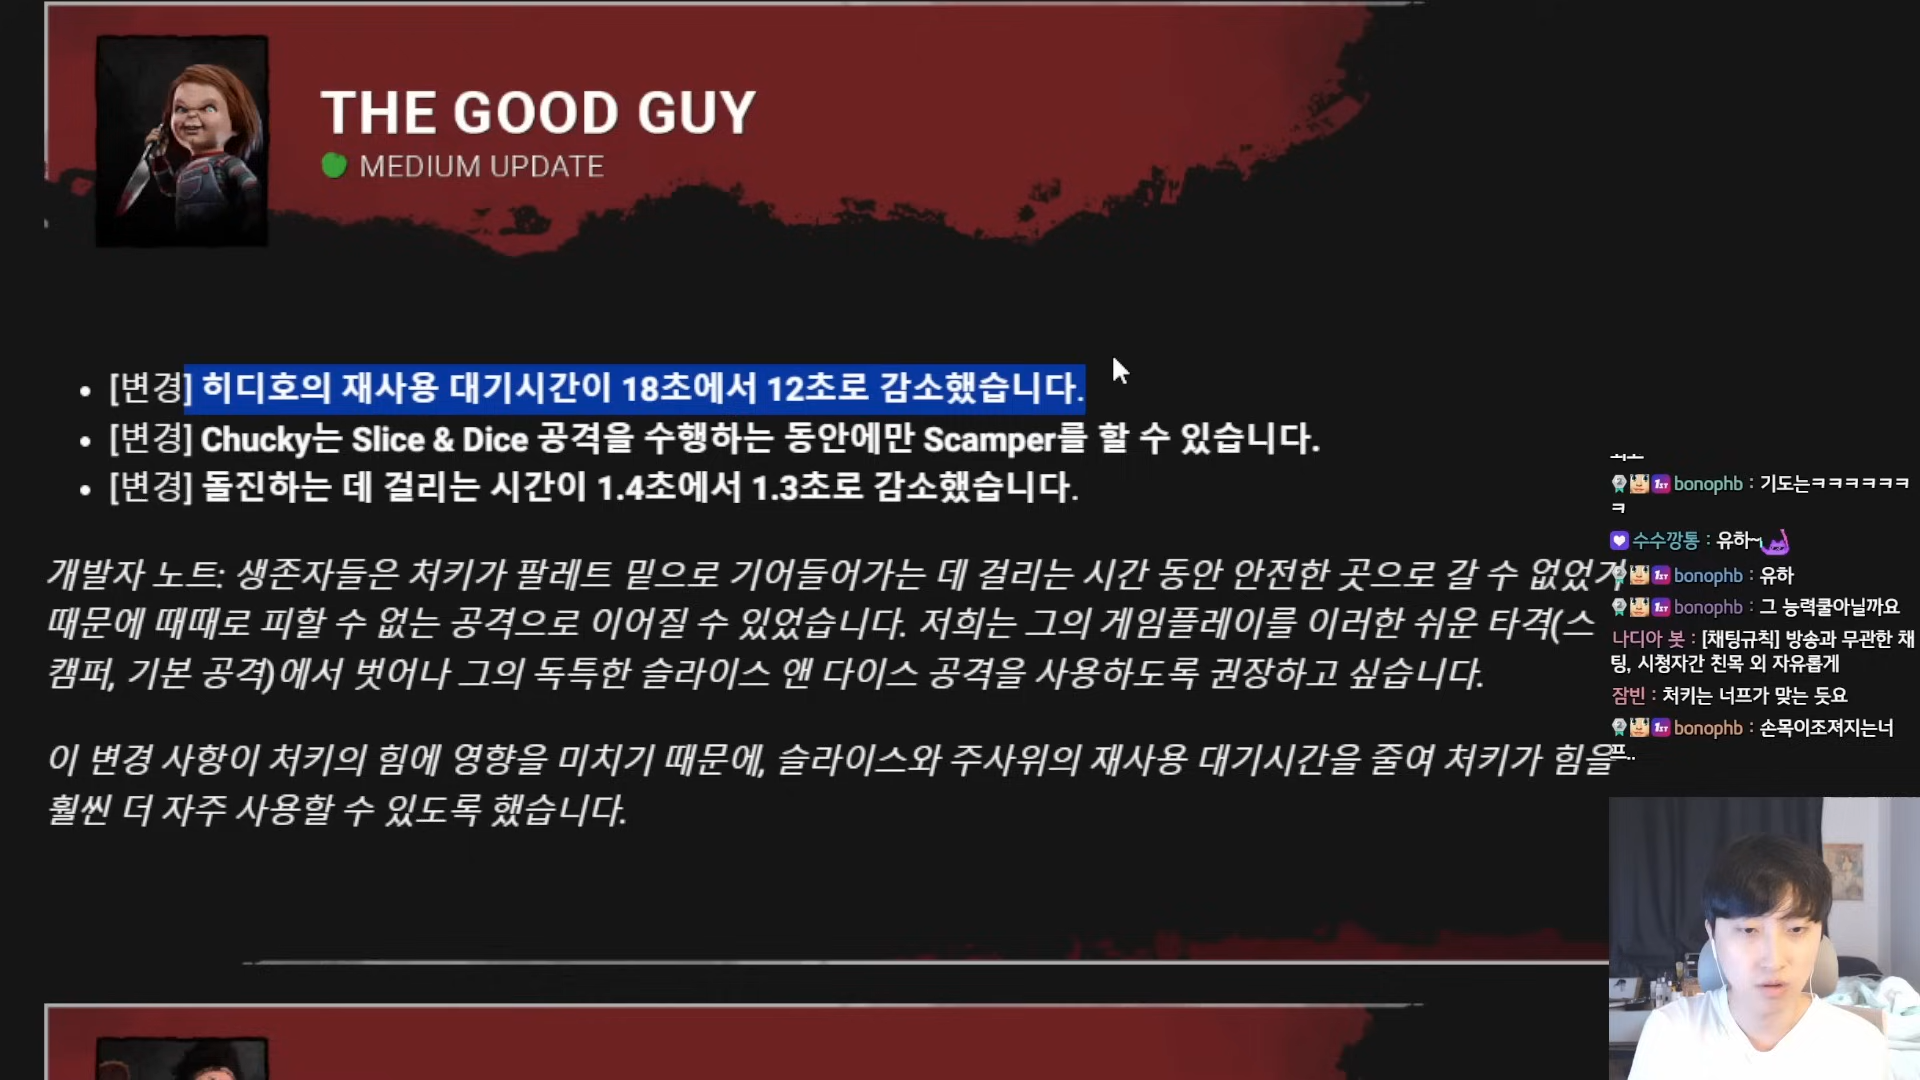 THE GOOD GUY
MEDIUM UPDATE
• [변경] 히디호의 재사용 대기시간이 18초에서 12초로 감소했습니다.
• [변경] Chucky는 Slice & Dice 공격을 수행하는 동안에만 Scamper를 할 수 있습니다.
• [변경] 돌진하는 데 걸리는 시간이 1.4초에서 1.3초로 감소했습니다.
개발자 노트: 생존자들은 처키가 팔레트 밑으로 기어들어가는 데 걸리는 시간 동안 안전한 곳으로 갈 수 없었기
때문에 때때로 피할 수 없는 공격으로 이어질 수 있었습니다. 저희는 그의 게임플레이를 이러한 쉬운 타격(스
캠퍼, 기본 공격)에서 벗어나 그의 독특한 슬라이스 앤 다이스 공격을 사용하도록 권장하고 싶습니다.
이 변경 사항이 처키의 힘에 영향을 미치기 때문에, 슬라이스와 주사위의 재사용 대기시간을 줄여 처키가 힘을
훨씬 더 자주 사용할 수 있도록 했습니다.
bonophb : 기도는ㅋㅋㅋㅋㅋㅋ
ㅋ
수수깡통 : 유하~
bonophb : 유하
bonophb : 그 능력쿨아닐까요
나디아 봇 : [채팅규칙] 방송과 무관한 채
팅, 시청자간 친목 외 자유롭게
잠빈 : 처키는 너프가 맞는 듯요
bonophb : 손목이조져지는너
프..